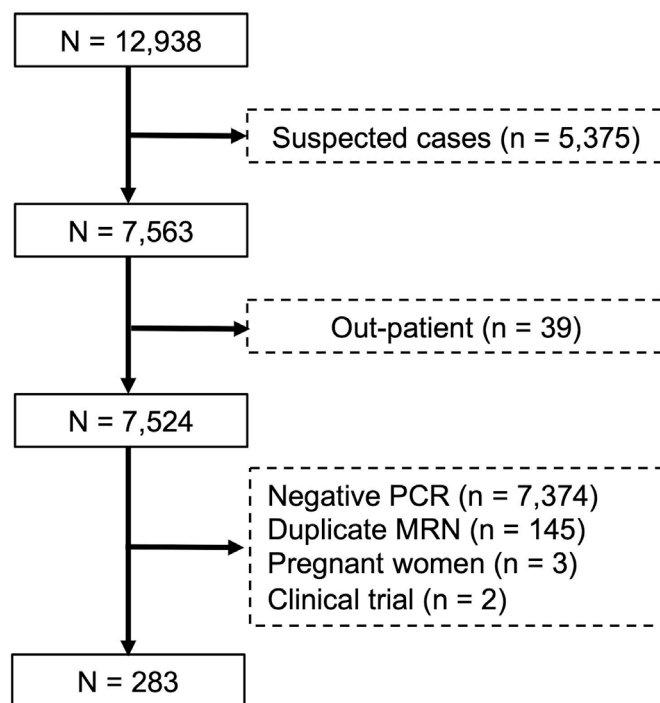 N = 12,938
Suspected cases (n = 5,375)
N = 7,563
Out-patient (n = 39)
N = 7,524
Negative PCR (n = 7,374)
Duplicate MRN (n = 145)
Pregnant women (n = 3)
Clinical trial (n = 2)
N = 283